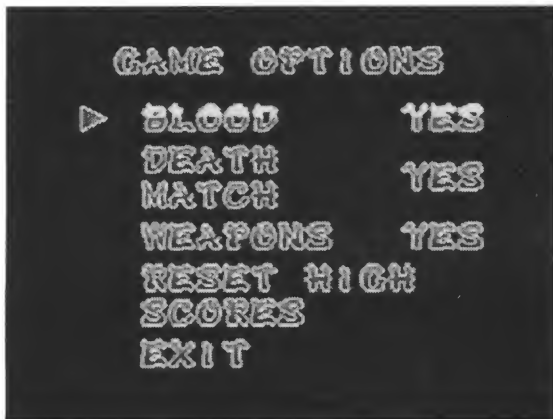 GAME OPTIONS
BLOOD YES
DEATH
MATCH YES
WEAPONS YES
RESET HIGH
SCORES
EXIT